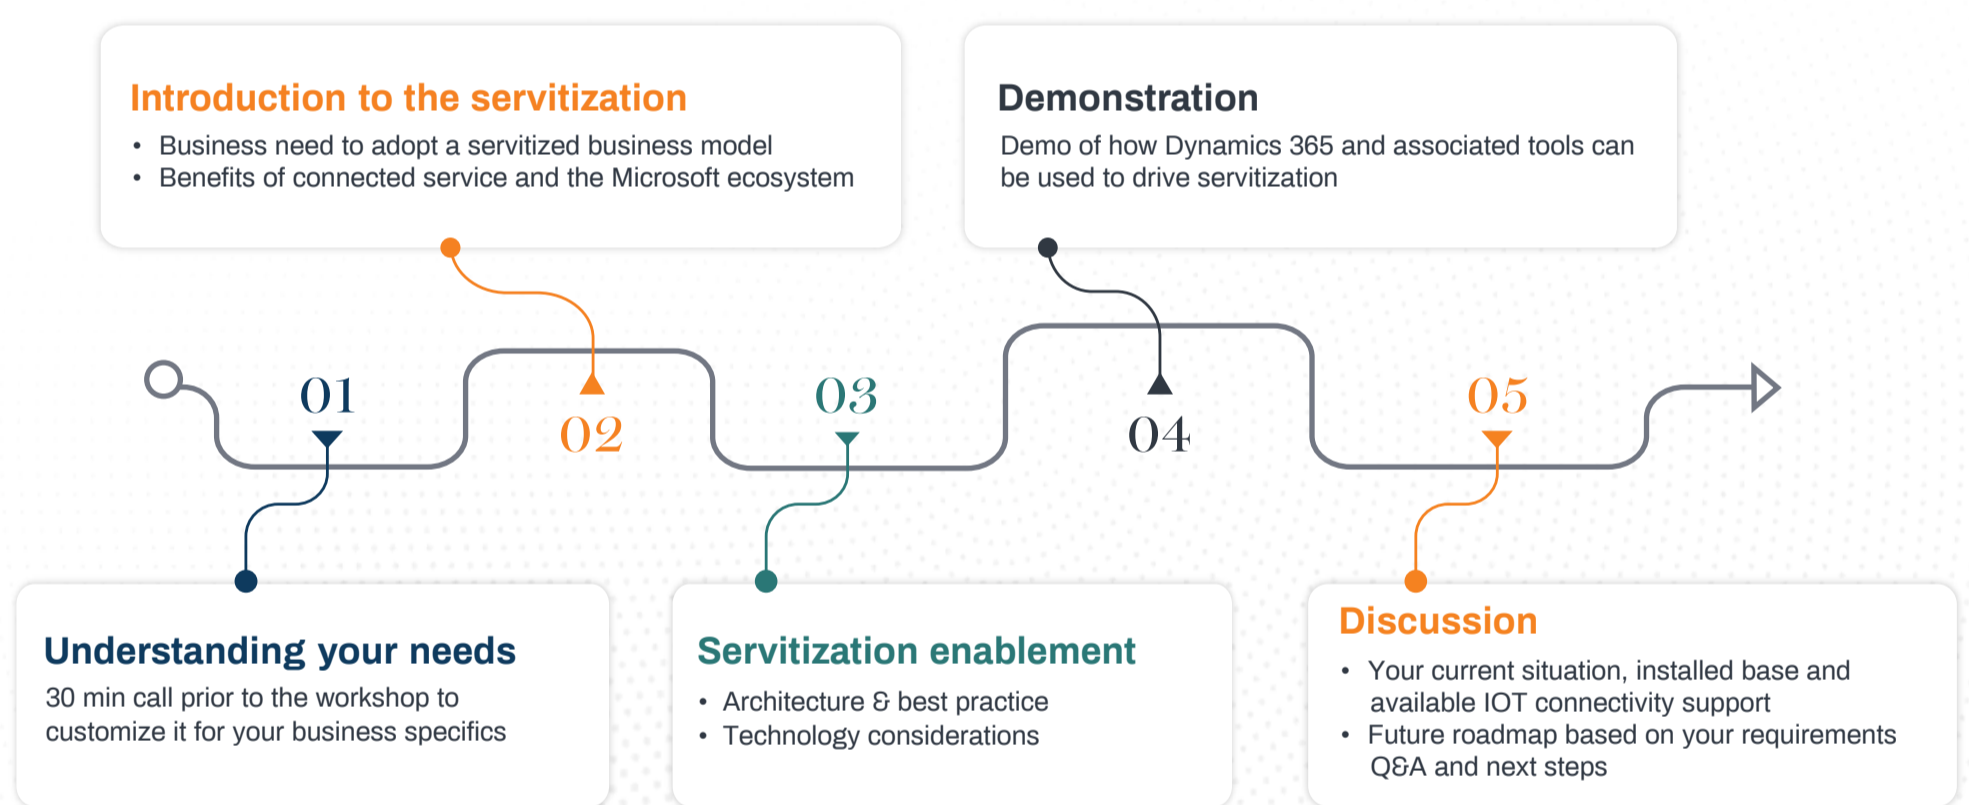 Introduction to the servitization
• Business need to adopt a servitized business model
• Benefits of connected service and the Microsoft ecosystem
Demonstration
Demo of how Dynamics 365 and associated tools can
be used to drive servitization
01
02
03
04
05
Understanding your needs
30 min call prior to the workshop to
customize it for your business specifics
Servitization enablement
• Architecture & best practice
• Technology considerations
Discussion
• Your current situation, installed base and
available IOT connectivity support
• Future roadmap based on your requirements
Q&A and next steps